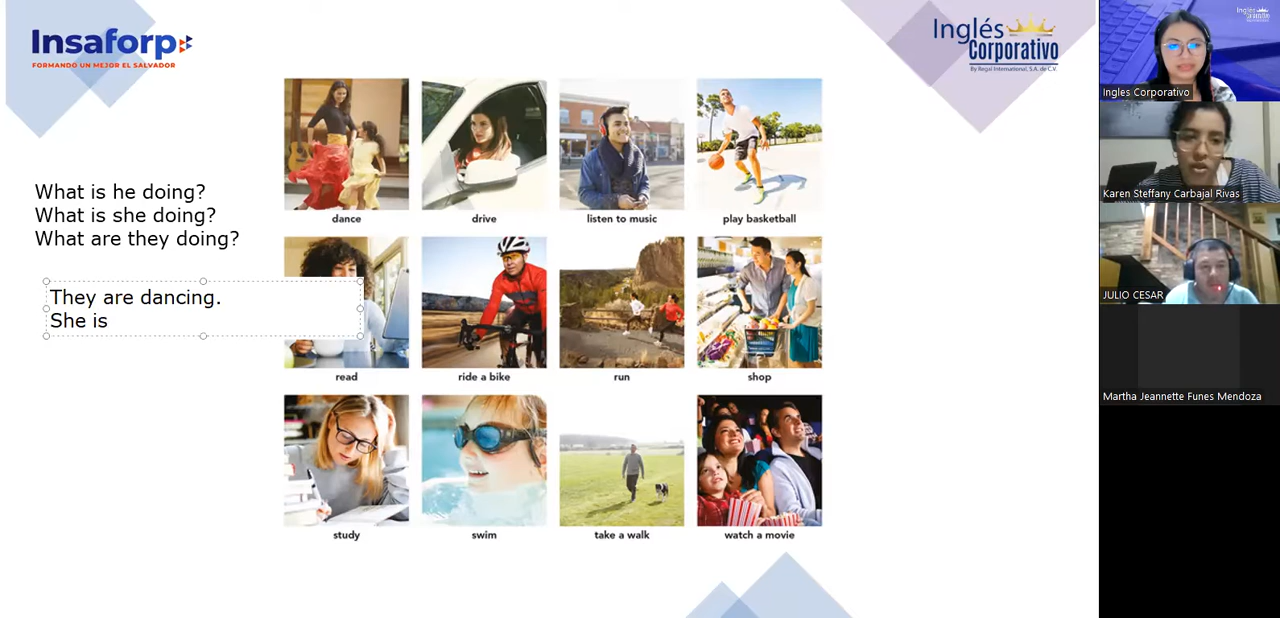 Insaforp
FORMANDO UN MEJOR EL SALVADOR
Inglés
Corporativo
By Regal International, S.A. de C.V.
What is he doing?
What is she doing?
What are they doing?
They are dancing.
She is
dance
drive
listen to music
play basketball
read
ride a bike
run
shop
study
swim
take a walk
watch a movie
Ingles Corporativo
Karen Steffany Carbajal Rivas
JULIO CESAR
Martha Jeannette Funes Mendoza